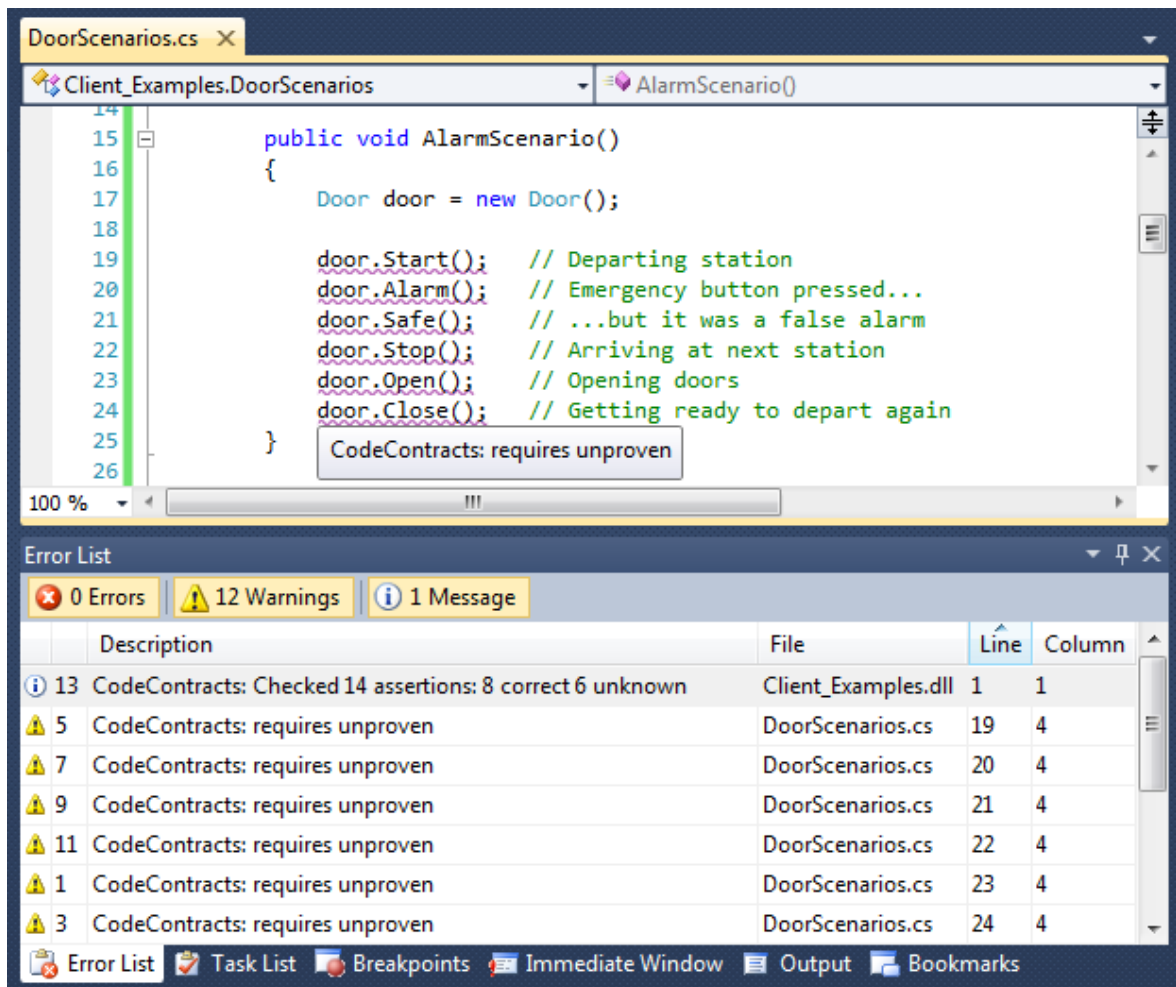 DoorScenarios.cs
Client_Examples.DoorScenarios AlarmScenario()
14
15 public void AlarmScenario()
16 {
17 Door door = new Door();
18
19 door.Start(); // Departing station
20 door.Alarm(); // Emergency button pressed...
21 door.Safe(); // ...but it was a false alarm
22 door.Stop(); // Arriving at next station
23 door.Open(); // Opening doors
24 door.Close(); // Getting ready to depart again
25 }
CodeContracts: requires unproven
26
100 %
Error List
0 Errors 12 Warnings 1 Message
Description File Line Column
13 CodeContracts: Checked 14 assertions: 8 correct 6 unknown Client_Examples.dll 1 1
5 CodeContracts: requires unproven DoorScenarios.cs 19 4
7 CodeContracts: requires unproven DoorScenarios.cs 20 4
9 CodeContracts: requires unproven DoorScenarios.cs 21 4
11 CodeContracts: requires unproven DoorScenarios.cs 22 4
1 CodeContracts: requires unproven DoorScenarios.cs 23 4
3 CodeContracts: requires unproven DoorScenarios.cs 24 4
Error List Task List Breakpoints Immediate Window Output Bookmarks